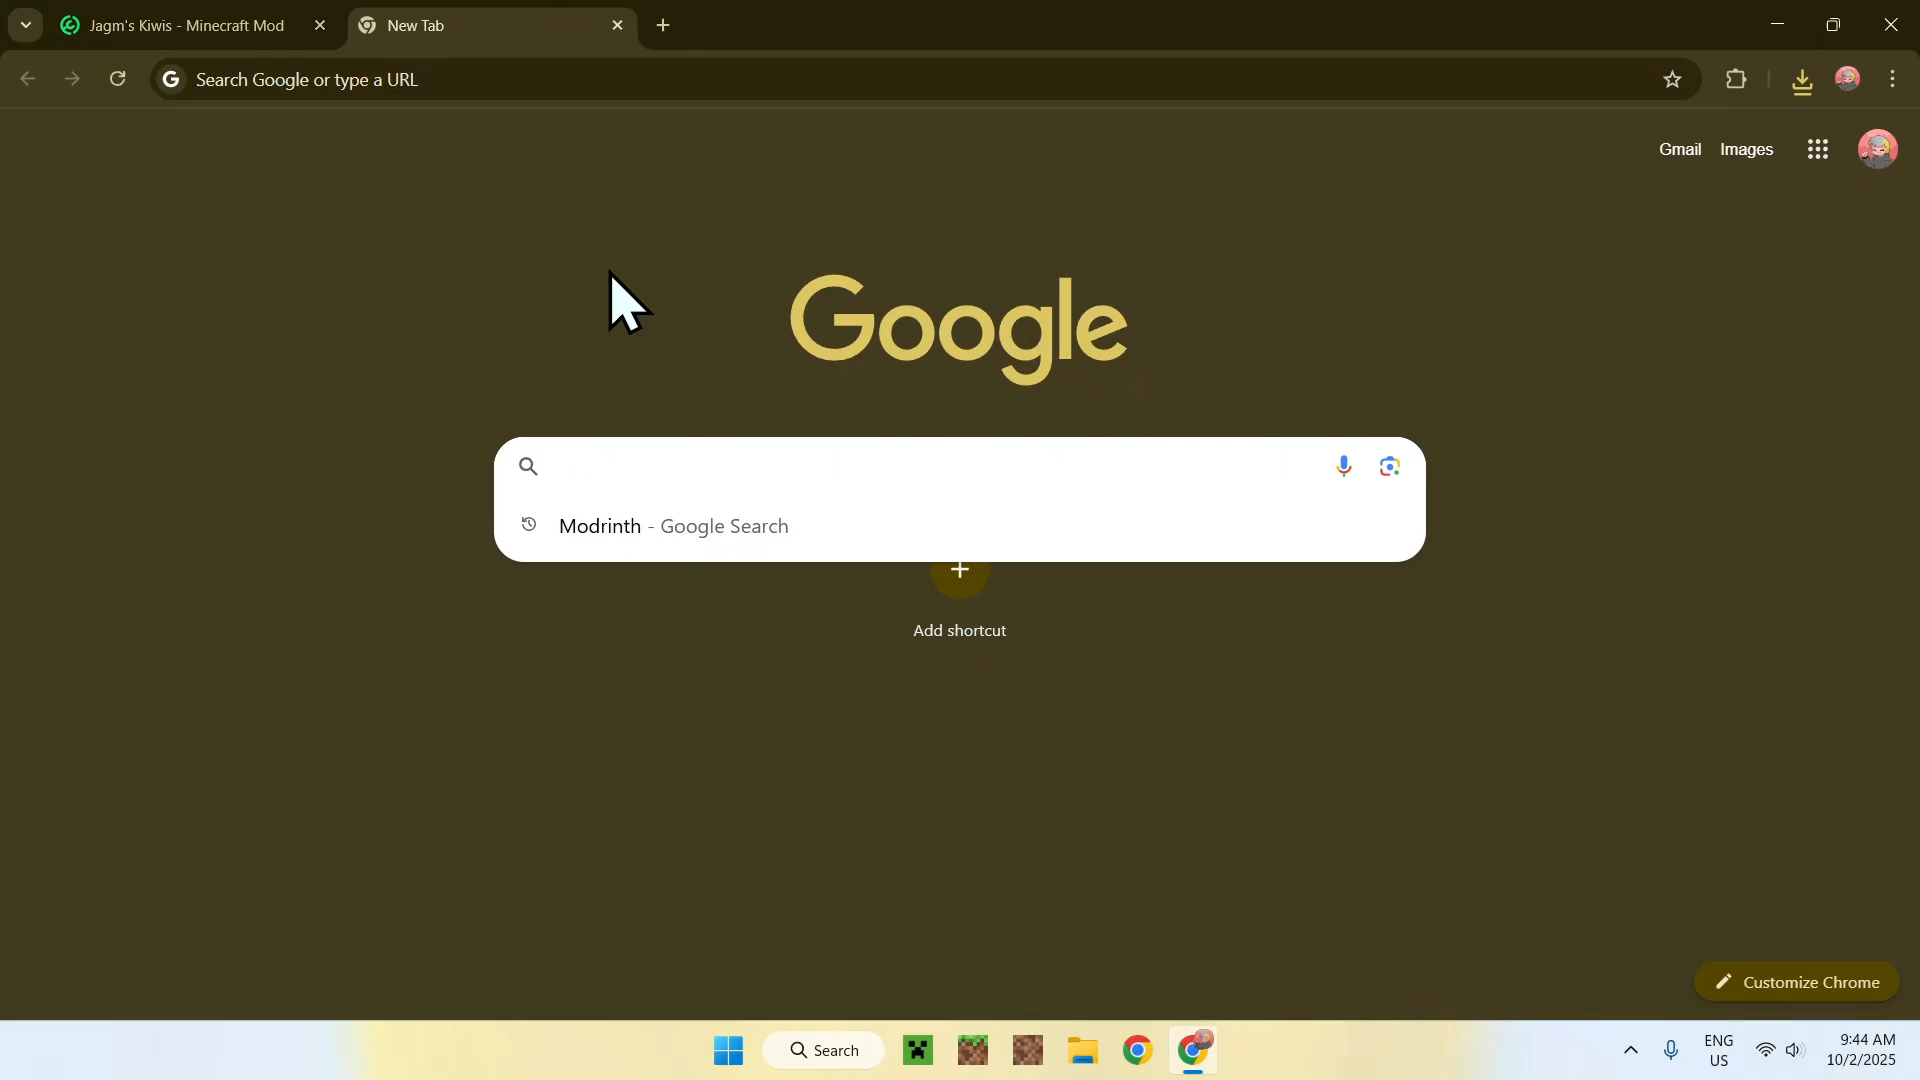 Jagm's Kiwis - Minecraft Mod
New Tab
Search Google or type a URL
Gmail Images
Google
Modrinth - Google Search
Add shortcut
Customize Chrome
Search
ENG
US
9:44 AM
10/2/2025